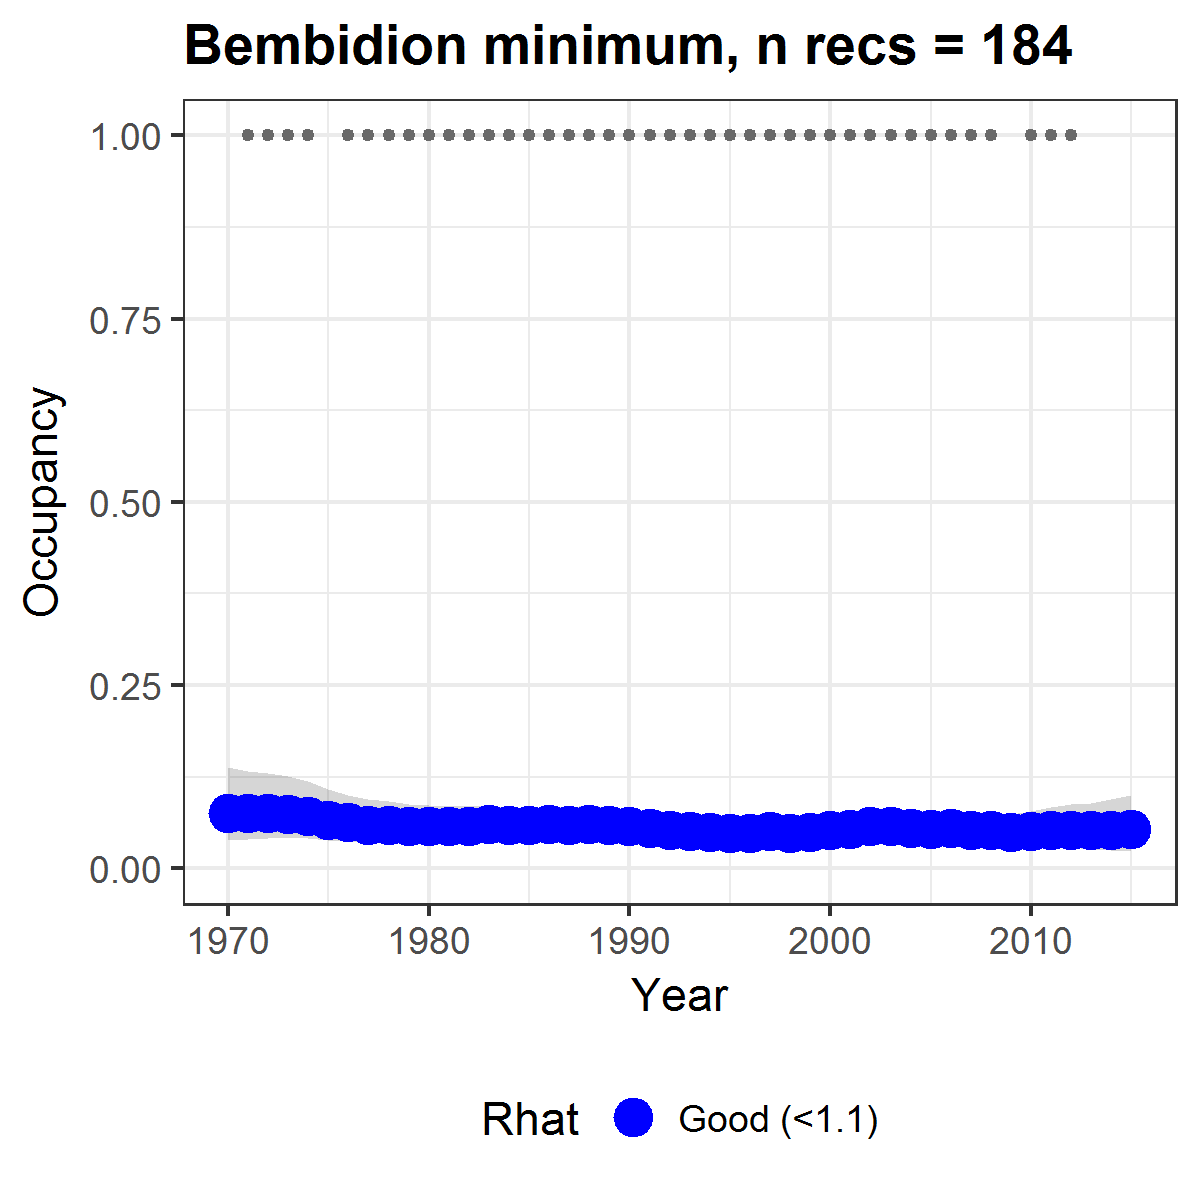 Bembidion minimum, n recs = 184
1.00
0.75
0.50
0.25
0.00
Occupancy
1970 1980 1990 2000 2010
Year
Rhat Good (<1.1)